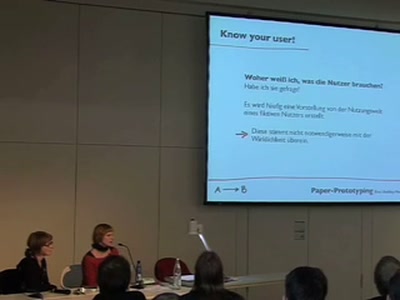 Know your user!
Woher weiß ich, was die Nutzer brauchen?
Habe ich sie gefragt?
Es wird häufig eine Vorstellung von der Nutzungswelt
eines fiktiven Nutzers erstellt.
Diese stimmt nicht notwendigerweise mit der
Wirklichkeit überein.
A B
Paper-Prototyping